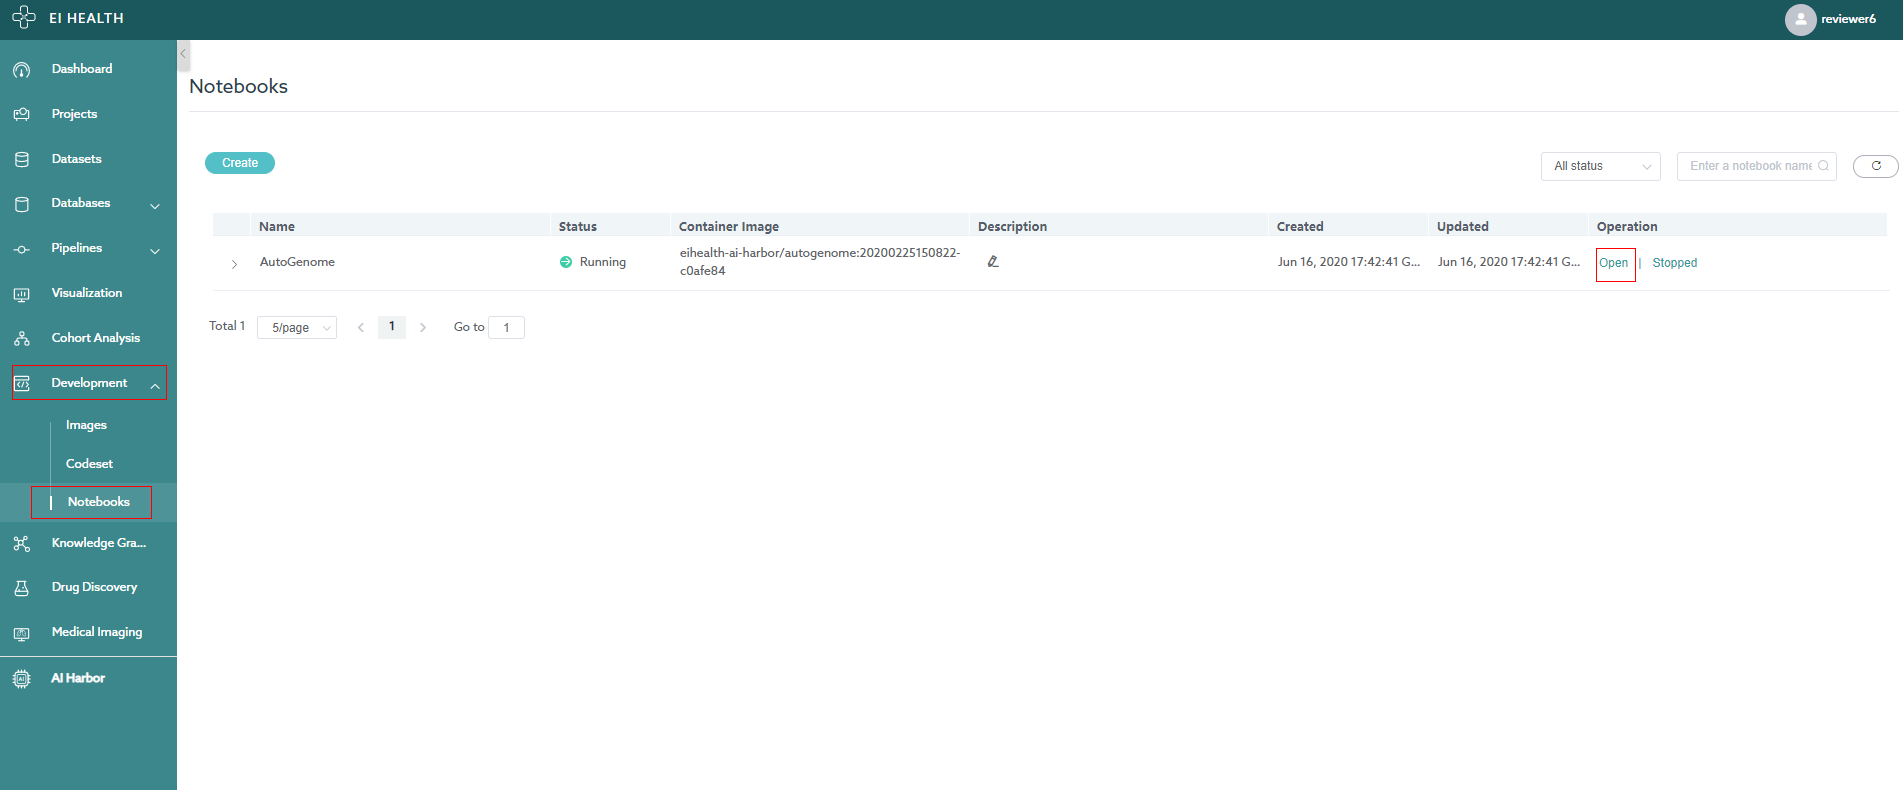 EI HEALTH
reviewer6
Dashboard
Projects
Datasets
Databases
Pipelines
Visualization
Cohort Analysis
Development
Images
Codeset
Notebooks
Knowledge Gra...
Drug Discovery
Medical Imaging
AI Harbor
Notebooks
Create
All status
Enter a notebook name
Name Status Container Image Description Created Updated Operation
AutoGenome Running eihealth-ai-harbor/autogenome:20200225150822-
c0afe84
Jun 16, 2020 17:42:41 G... Jun 16, 2020 17:42:41 G... Open | Stopped
Total 1 5/page 1 Go to 1